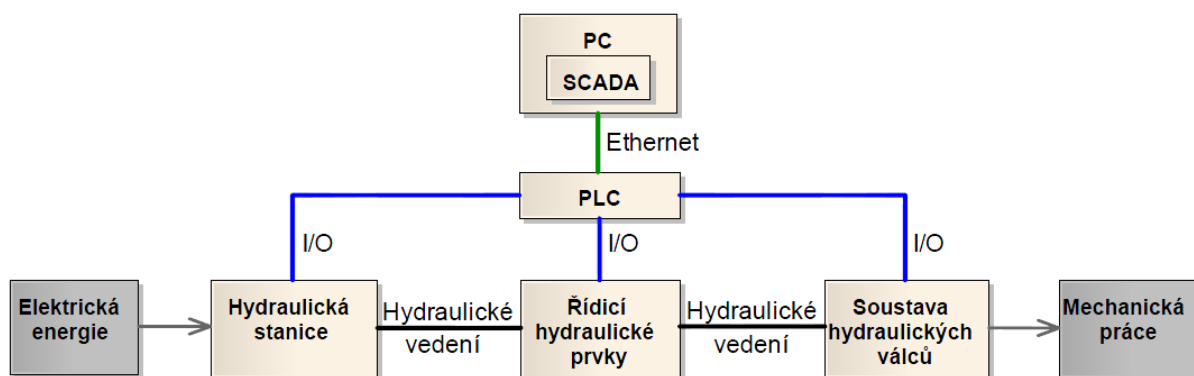 PC
SCADA
Ethernet
PLC
I/O
I/O
I/O
Elektrická
energie
Hydraulická
stanice
Hydraulické
vedení
Řídicí
hydraulické
prvky
Hydraulické
vedení
Soustava
hydraulických
válců
Mechanická
práce